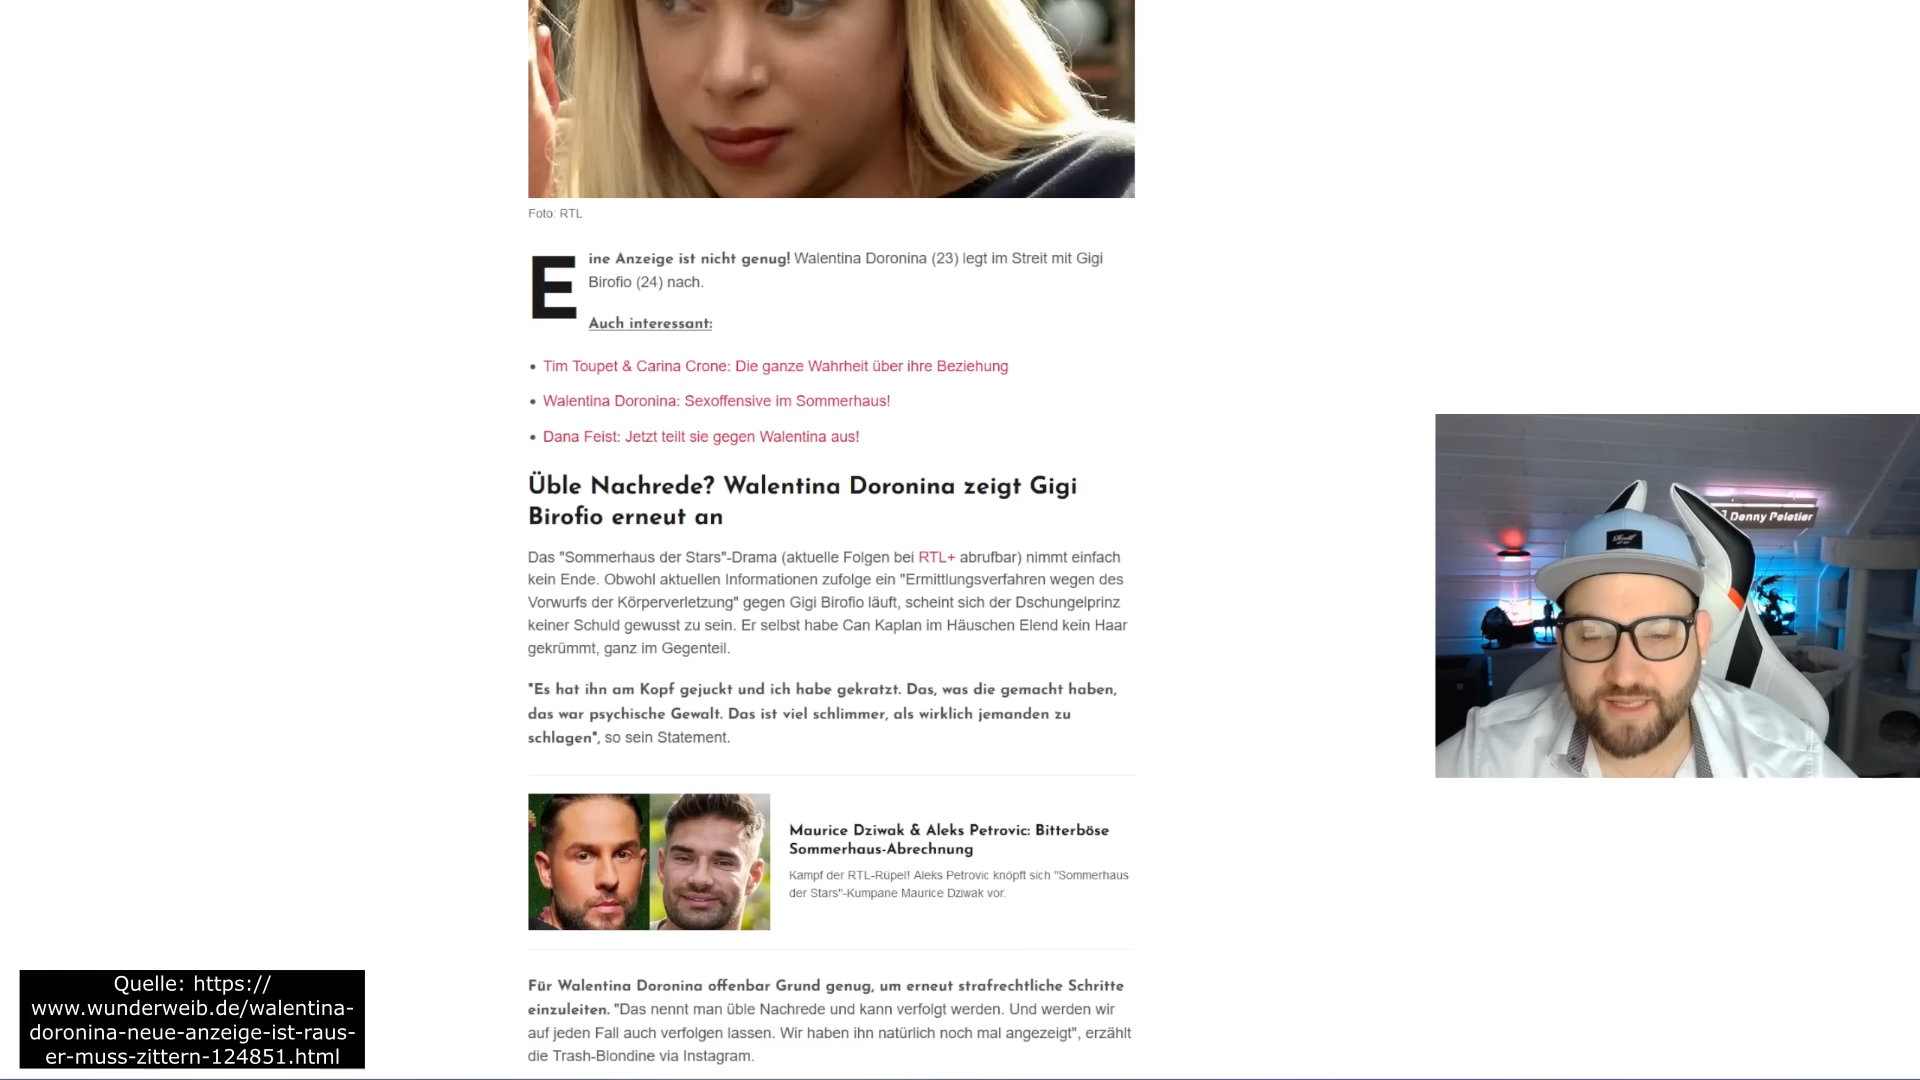 Foto: RTL
Eine Anzeige ist nicht genug! Walentina Doronina (23) legt im Streit mit Gigi
Birofio (24) nach.
Auch interessant:
• Tim Toupet & Carina Crone: Die ganze Wahrheit über ihre Beziehung
• Walentina Doronina: Sexoffensive im Sommerhaus!
• Dana Feist: Jetzt teilt sie gegen Walentina aus!
Üble Nachrede? Walentina Doronina zeigt Gigi
Birofio erneut an
Das "Sommerhaus der Stars"-Drama (aktuelle Folgen bei RTL+ abrufbar) nimmt einfach
kein Ende. Obwohl aktuellen Informationen zufolge ein "Ermittlungsverfahren wegen des
Vorwurfs der Körperverletzung" gegen Gigi Birofio läuft, scheint sich der Dschungelprinz
keiner Schuld gewusst zu sein. Er selbst habe Can Kaplan im Häuschen Elend kein Haar
gekrümmt, ganz im Gegenteil.
"Es hat ihn am Kopf gejuckt und ich habe gekratzt. Das, was die gemacht haben,
das war psychische Gewalt. Das ist viel schlimmer, als wirklich jemanden zu
schlagen", so sein Statement.
Maurice Dziwak & Aleks Petrovic: Bitterböse
Sommerhaus-Abrechnung
Kampf der RTL-Rüpel! Aleks Petrovic knöpft sich "Sommerhaus
der Stars"-Kumpane Maurice Dziwak vor.
Für Walentina Doronina offenbar Grund genug, um erneut strafrechtliche Schritte
einzuleiten. "Das nennt man üble Nachrede und kann verfolgt werden. Und werden wir
auf jeden Fall auch verfolgen lassen. Wir haben ihn natürlich noch mal angezeigt", erzählt
die Trash-Blondine via Instagram.
Denny Peletier
Quelle: https://
www.wunderweib.de/walentina-
doronina-neue-anzeige-ist-raus-
er-muss-zittern-124851.html